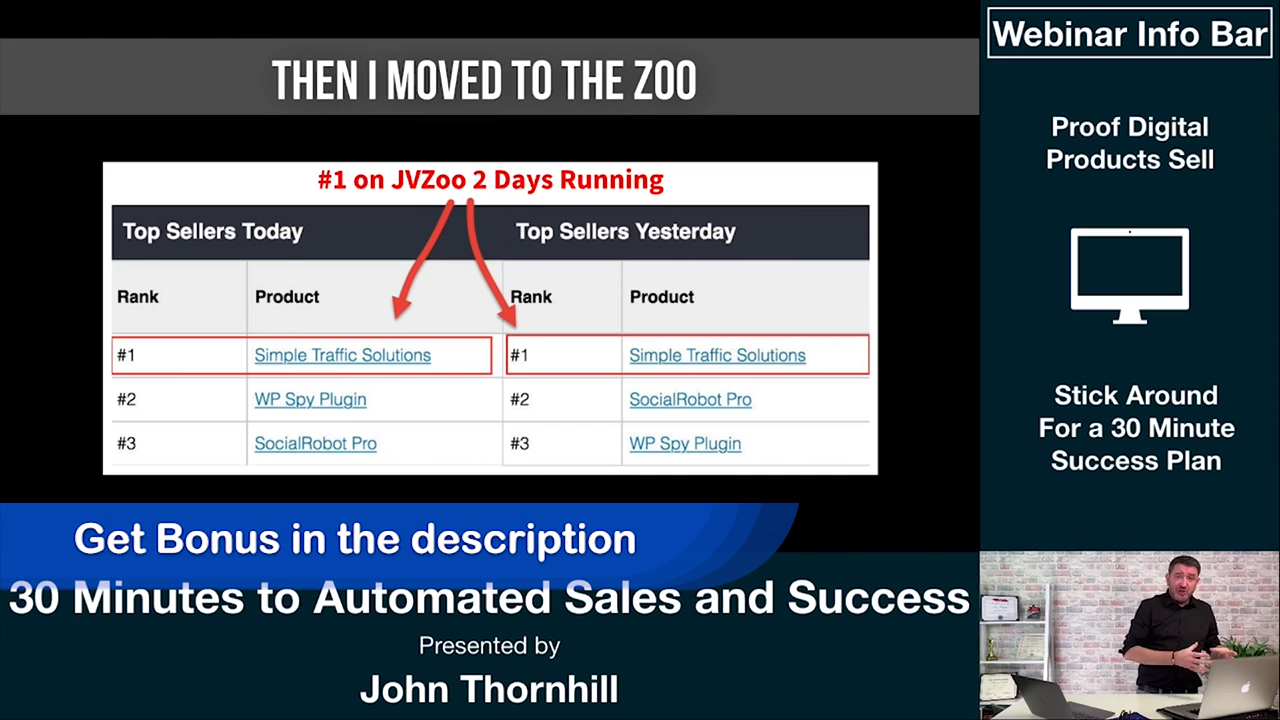 THEN I MOVED TO THE ZOO
#1 on JVZoo 2 Days Running
Top Sellers Today
Top Sellers Yesterday
Rank Product Rank Product
#1 Simple Traffic Solutions #1 Simple Traffic Solutions
#2 WP Spy Plugin #2 SocialRobot Pro
#3 SocialRobot Pro #3 WP Spy Plugin
Get Bonus in the description
30 Minutes to Automated Sales and Success
Presented by
John Thornhill
Webinar Info Bar
Proof Digital
Products Sell
Stick Around
For a 30 Minute
Success Plan